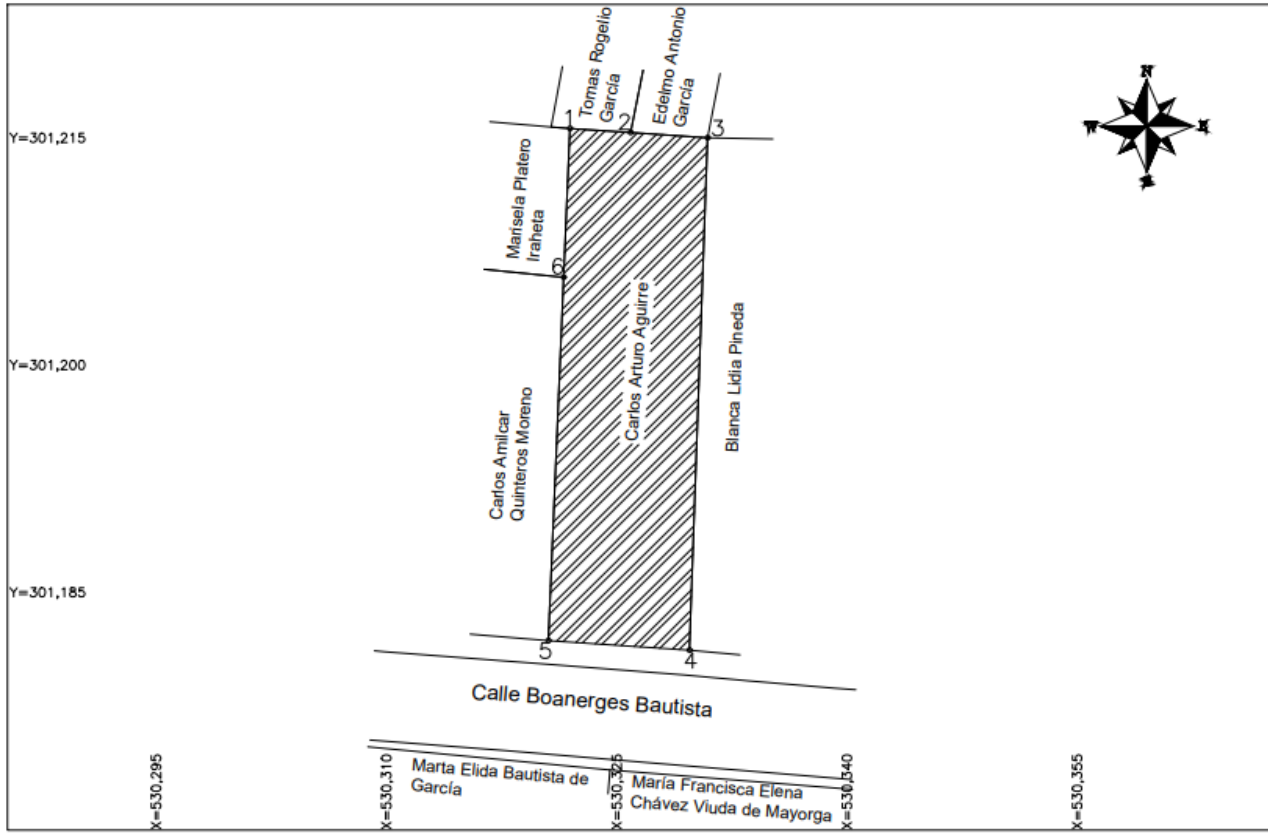 N
W
E
S
Tomas Rogelio
García
Edelmo Antonio
García
1
2
3
Y=301,215
Marisela Platero
Iraheta
6
Carlos Arturo Aguirre
Blanca Lidia Pineda
Y=301,200
Carlos Amilcar
Quinteros Moreno
Y=301,185
5
4
Calle Boanerges Bautista
Marta Elida Bautista de
García
María Francisca Elena
Chávez Viuda de Mayorga
X=530,295
X=530,310
X=530,325
X=530,340
X=530,355